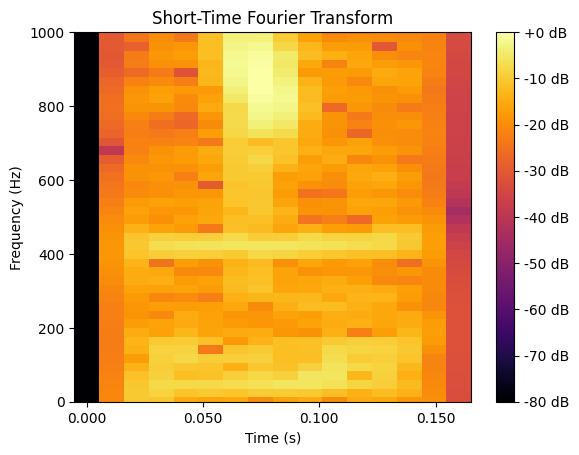 Short-Time Fourier Transform
Frequency (Hz)
1000
800
600
400
200
0
0.000
0.050
0.100
0.150
Time (s)
+0 dB
-10 dB
-20 dB
-30 dB
-40 dB
-50 dB
-60 dB
-70 dB
-80 dB